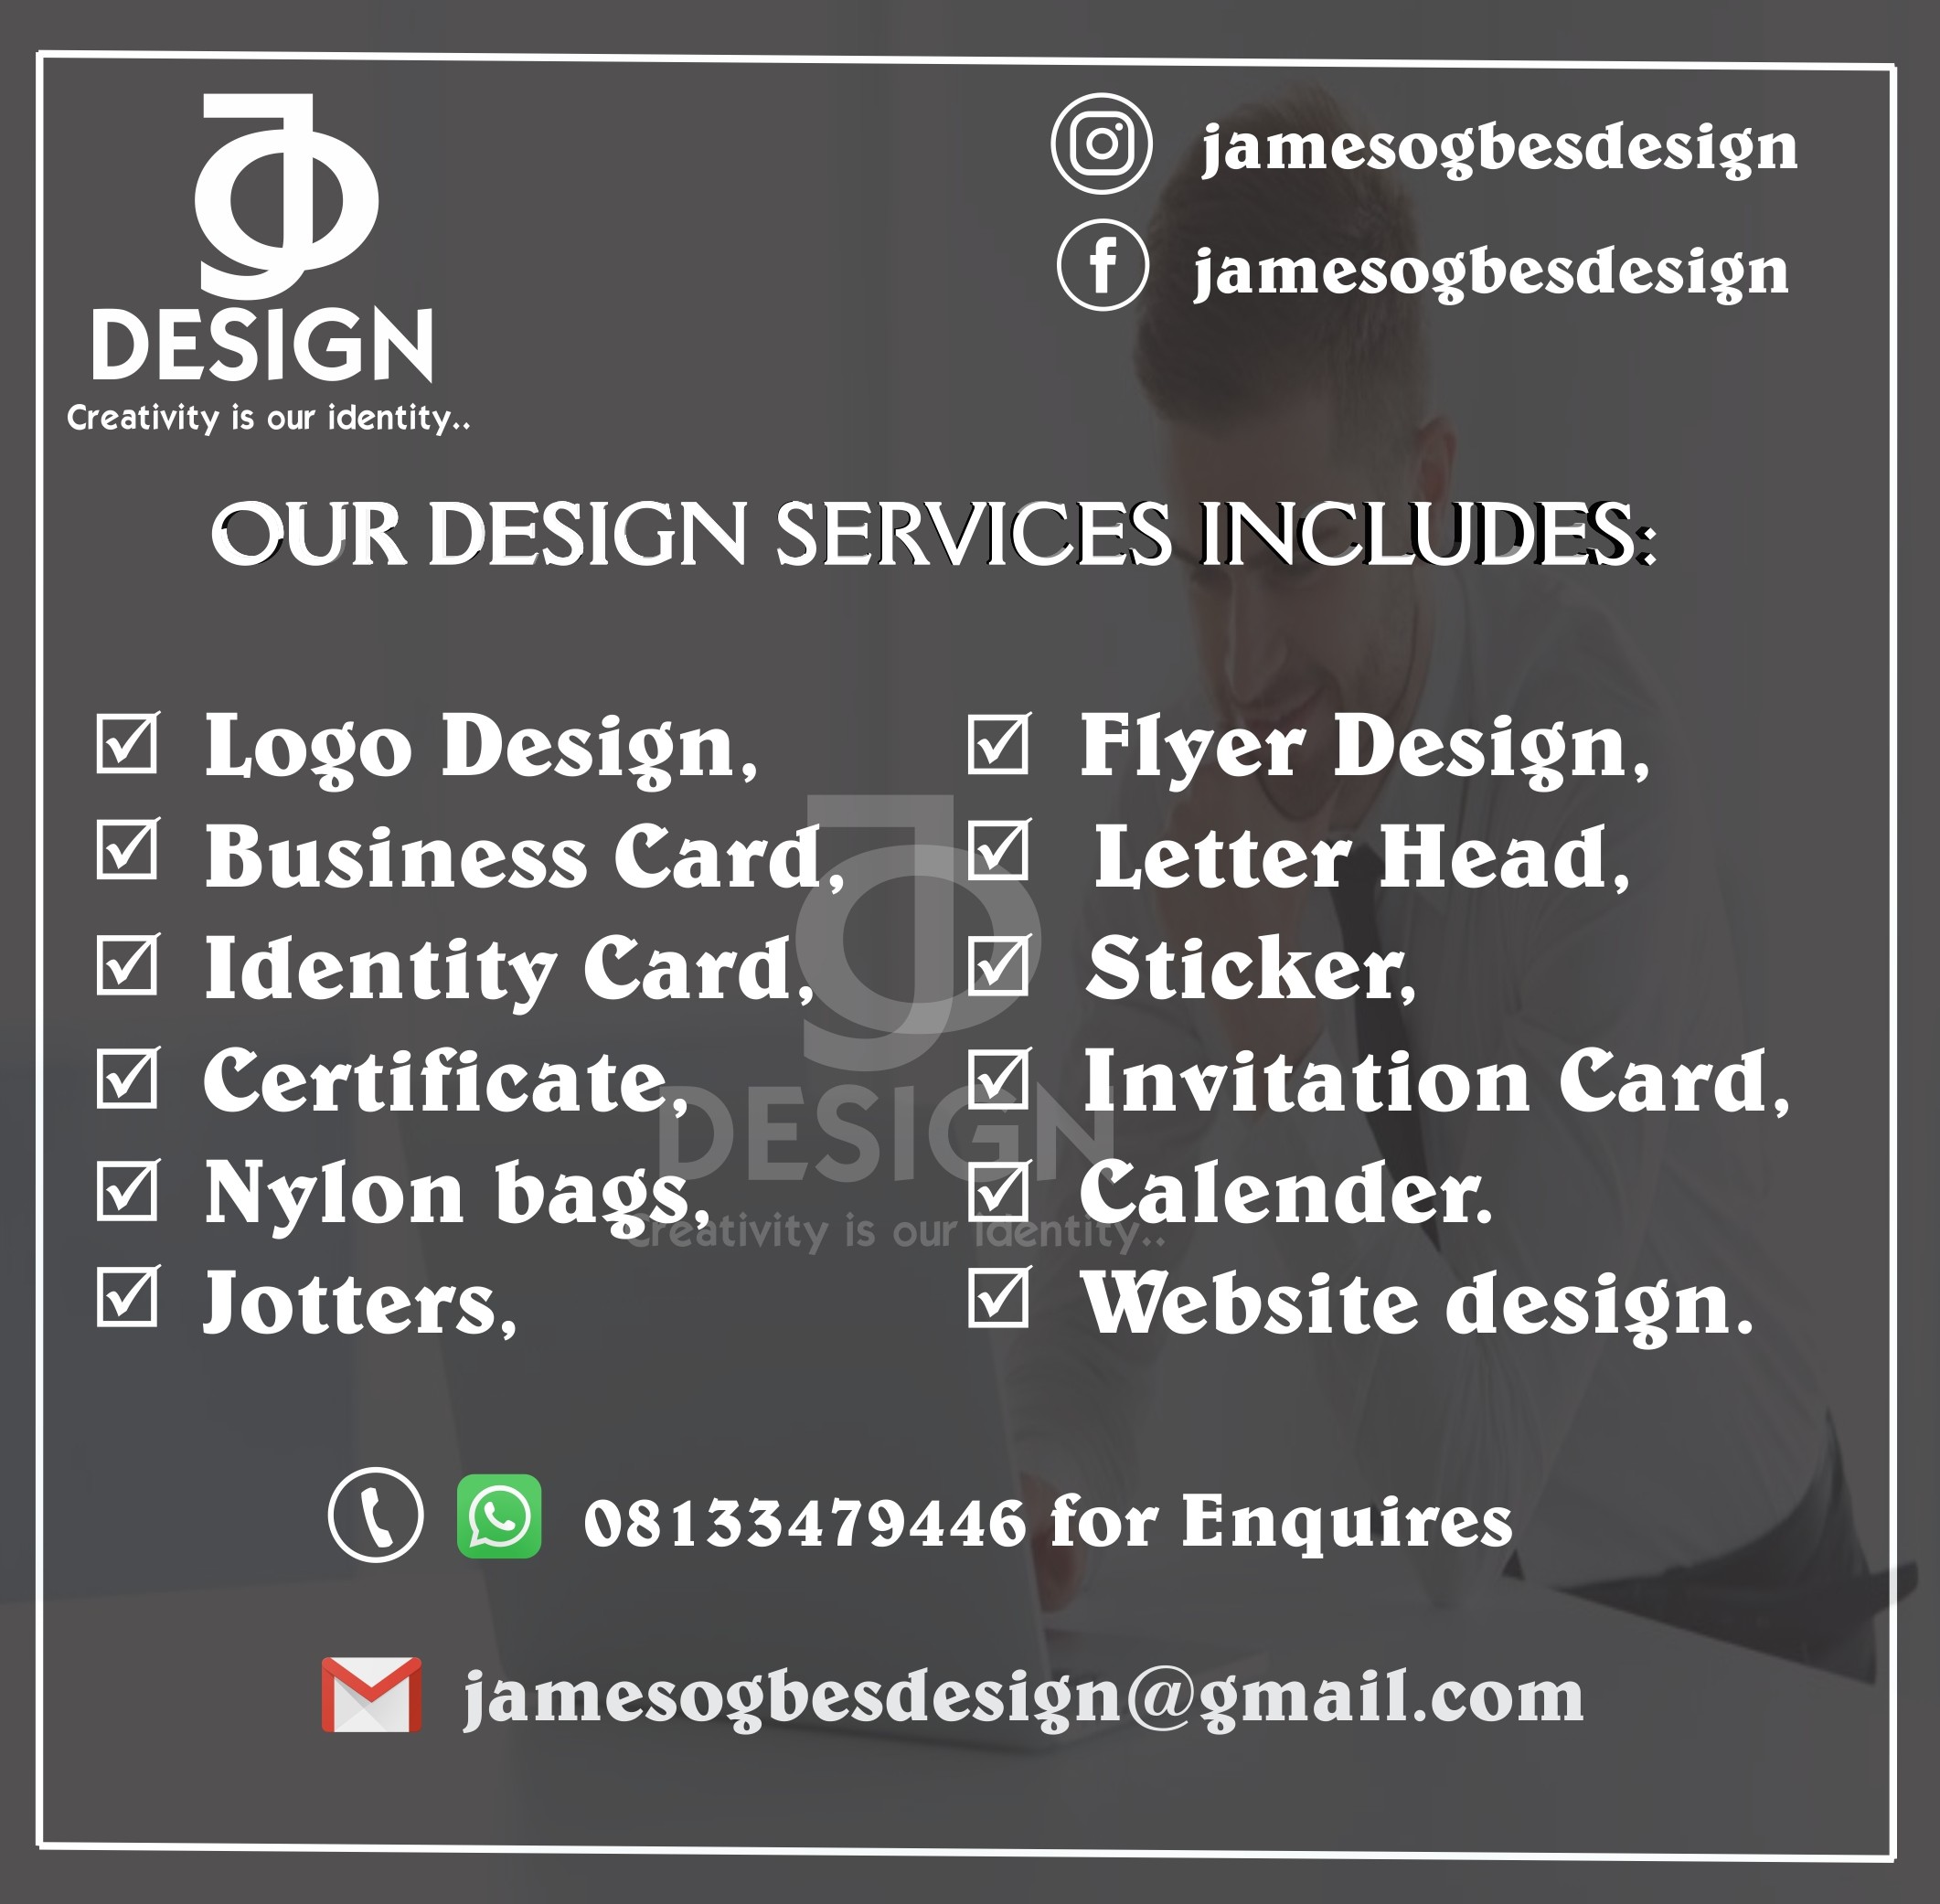 DESIGN
Creativity is our identity..
jamesogbesdesign
jamesogbesdesign
OUR DESIGN SERVICES INCLUDES:
Logo Design,
Business Card,
Identity Card,
Certificate,
Nylon bags,
Jotters,
Flyer Design,
Letter Head,
Sticker,
Invitation Card,
Calender.
Website design.
DESIGN
Creativity is our identity..
08133479446 for Enquires
jamesogbesdesign@gmail.com